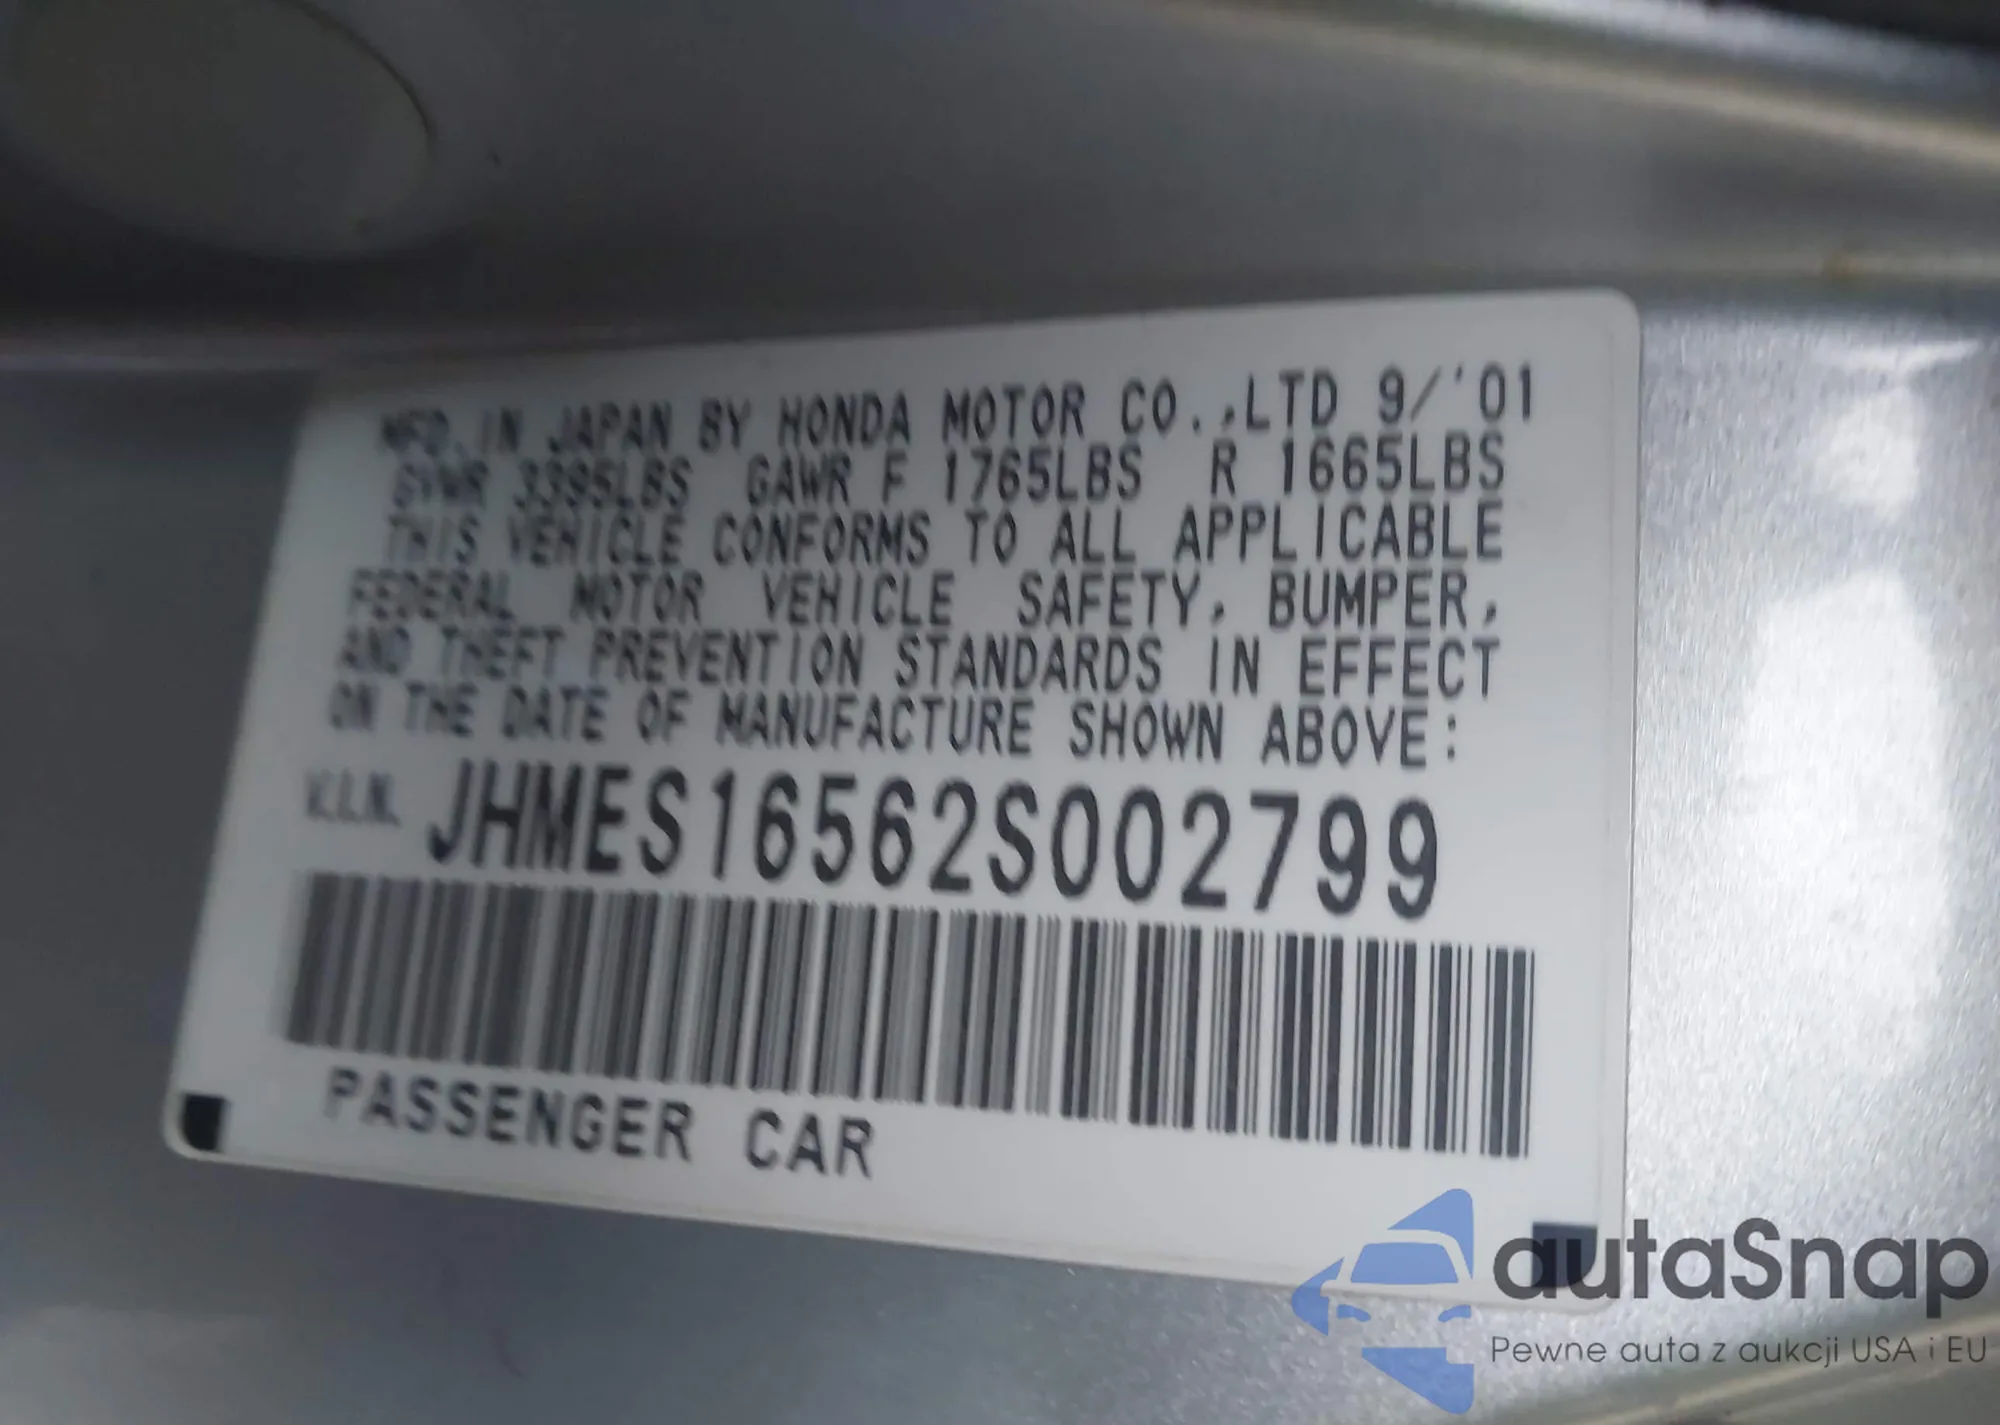 MFD. IN JAPAN BY HONDA MOTOR CO.,LTD 9/'01
GVWR 3395LBS GAWR F 1765LBS R 1665LBS
THIS VEHICLE CONFORMS TO ALL APPLICABLE
FEDERAL MOTOR VEHICLE SAFETY, BUMPER,
AND THEFT PREVENTION STANDARDS IN EFFECT
ON THE DATE OF MANUFACTURE SHOWN ABOVE:
V.I.N. JHMES16562S002799
PASSENGER CAR
autaSnap
Pewne auta z aukcji USA i EU